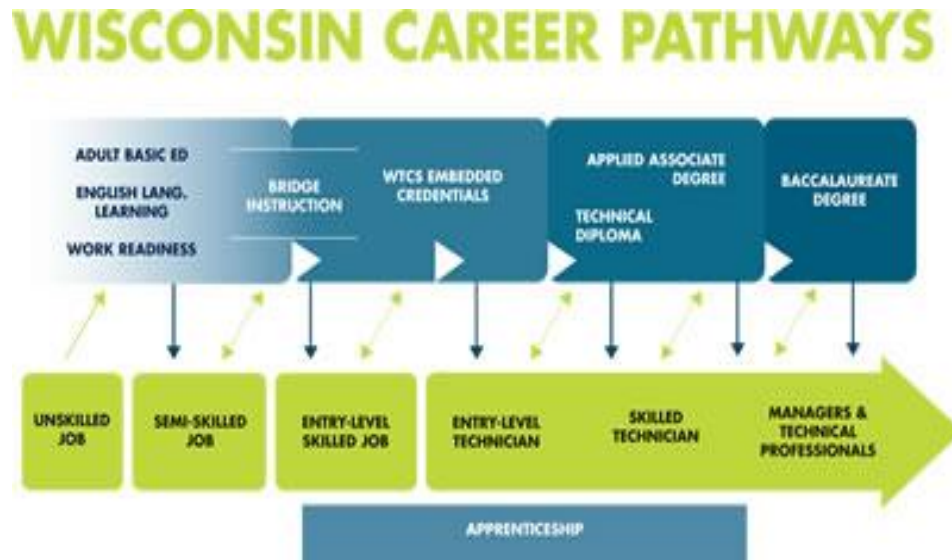 WISCONSIN CAREER PATHWAYS
ADULT BASIC ED
ENGLISH LANG.
LEARNING
WORK READINESS
BRIDGE
INSTRUCTION
WTCS EMBEDDED
CREDENTIALS
APPLIED ASSOCIATE
DEGREE
TECHNICAL
DIPLOMA
BACCALAUREATE
DEGREE
UNSKILLED
JOB
SEMI-SKILLED
JOB
ENTRY-LEVEL
SKILLED JOB
ENTRY-LEVEL
TECHNICIAN
SKILLED
TECHNICIAN
MANAGERS &
TECHNICAL
PROFESSIONALS
APPRENTICESHIP